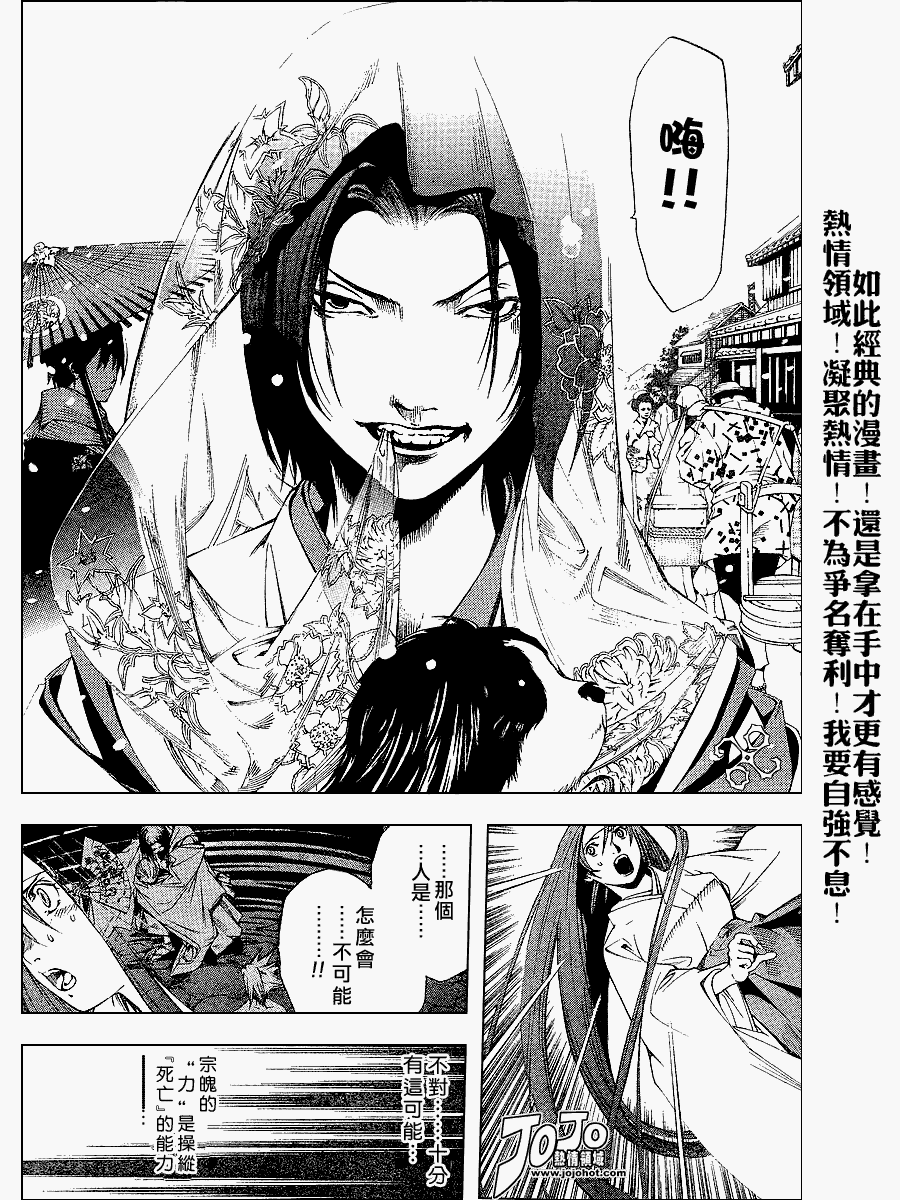 嗨!!
如此經典的漫畫！還是拿在手中才更有感覺！
熱情領域！凝聚熱情！不為爭名奪利！我要自強不息！
……那個
人是……
怎麼會
……不可能
……!!
不對……十分
有這可能…
宗魄的
“力“是操縱
『死亡』的能力
——…
JOJO
熱情領域
www.jojohot.com